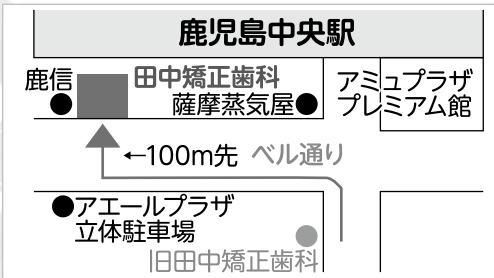 鹿児島中央駅
鹿信
田中矯正歯科
薩摩蒸気屋
アミュプラザ
プレミアム館
←100m先 ベル通り
アエールプラザ
立体駐車場
旧田中矯正歯科